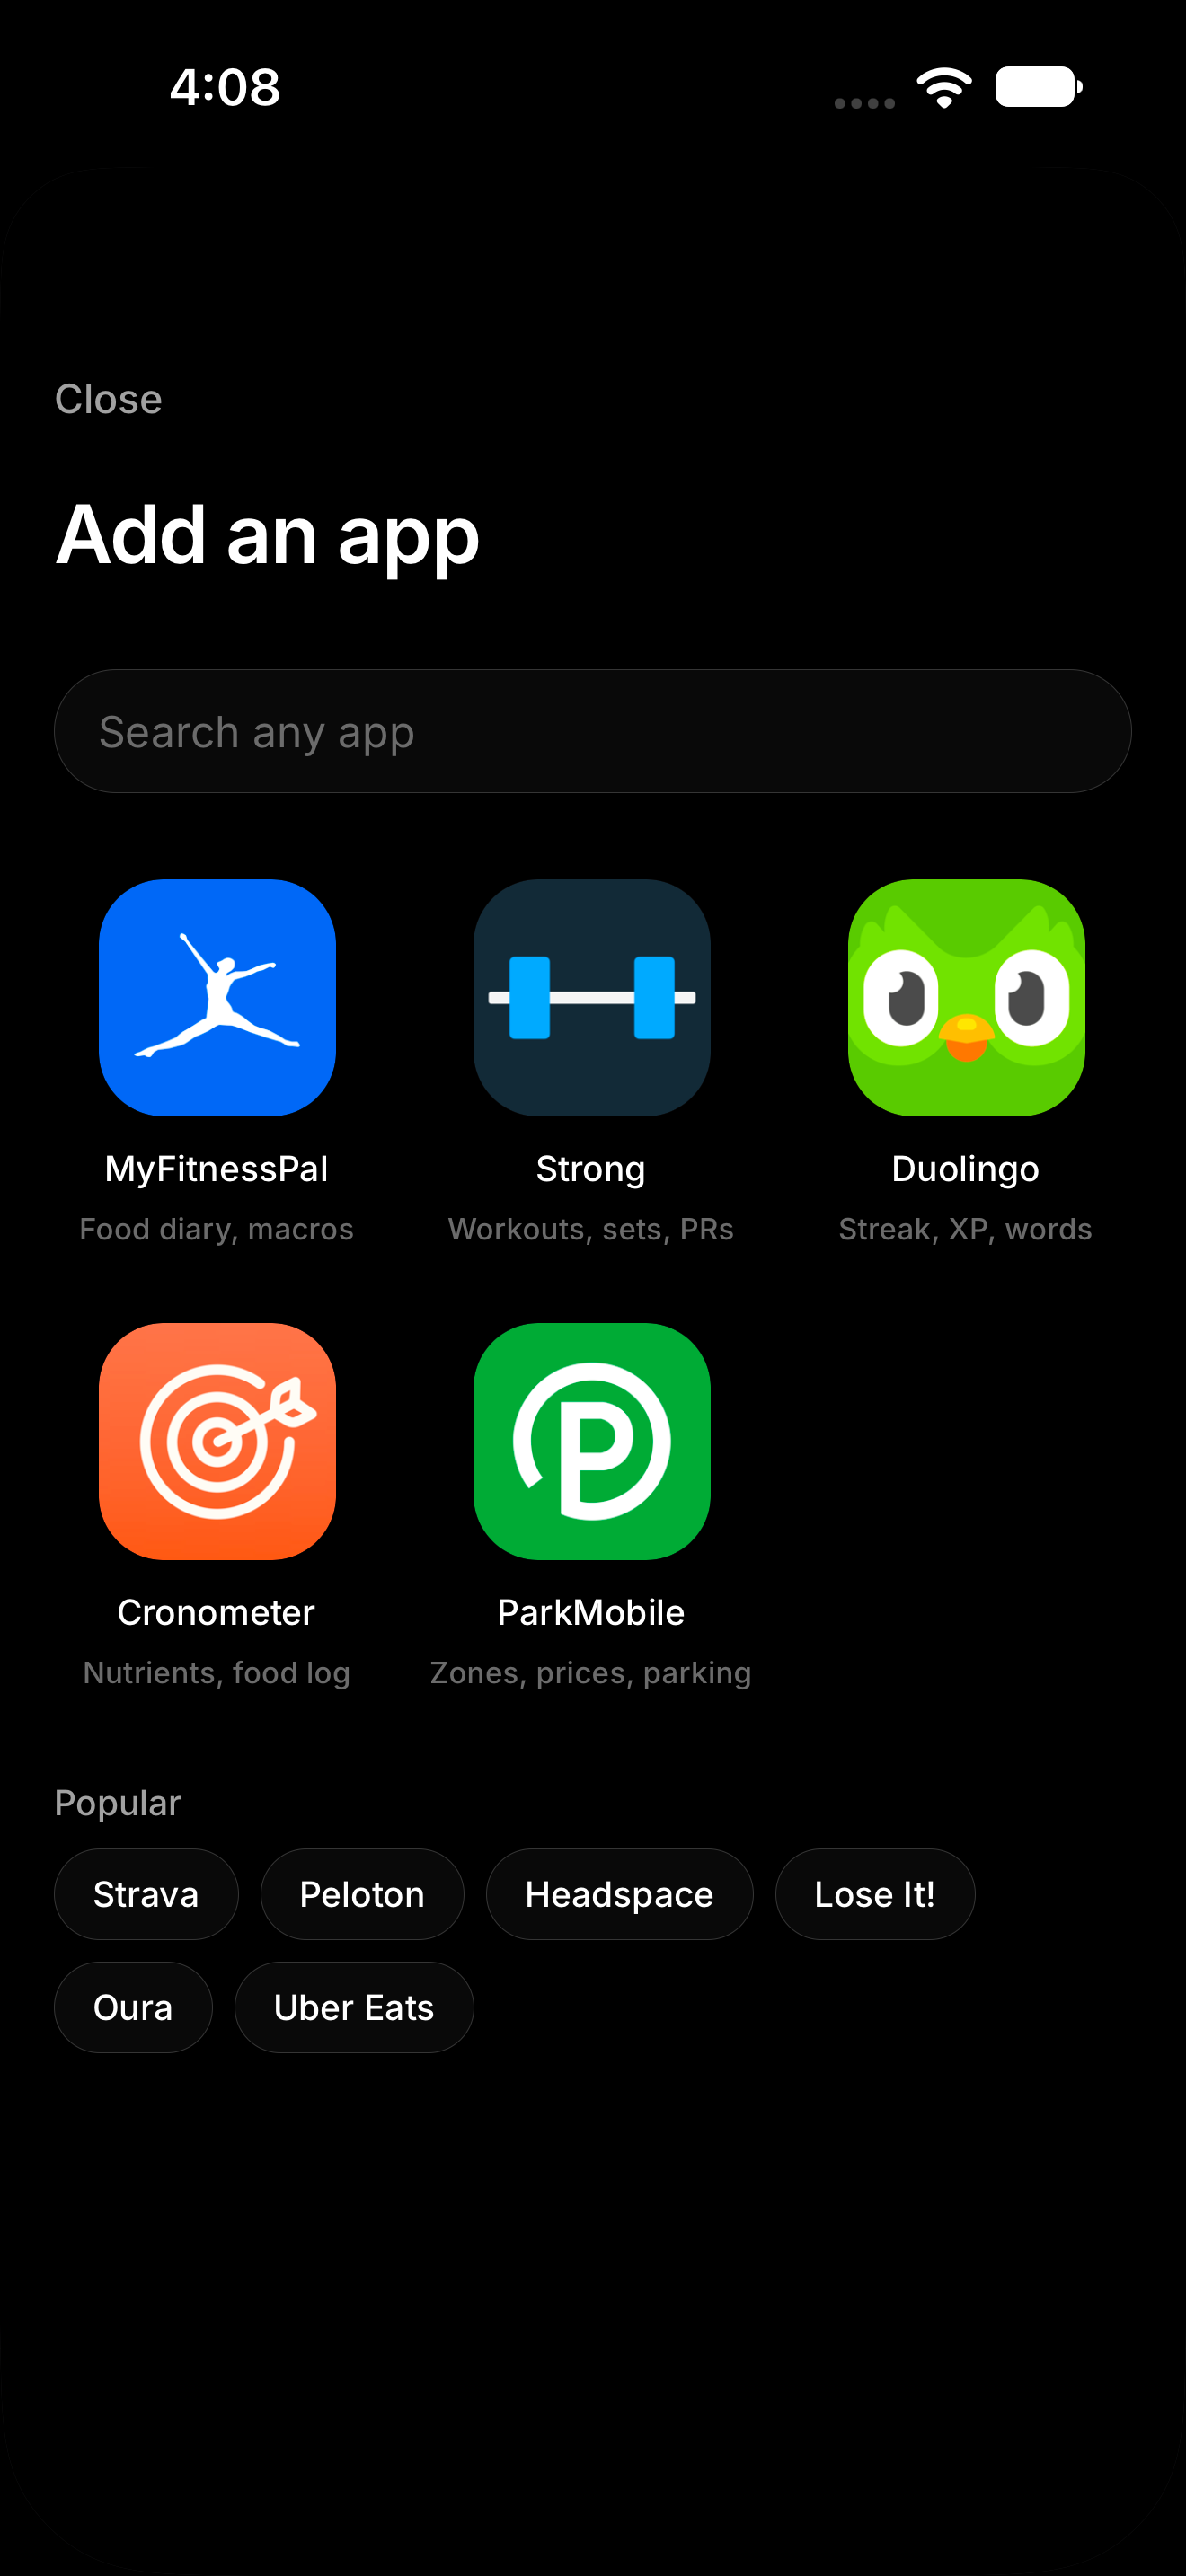 4:08
Close
Add an app
Search any app
MyFitnessPal Strong Duolingo
Food diary, macros Workouts, sets, PRs Streak, XP, words
Cronometer ParkMobile
Nutrients, food log Zones, prices, parking
Popular
Strava Peloton Headspace Lose It!
Oura Uber Eats